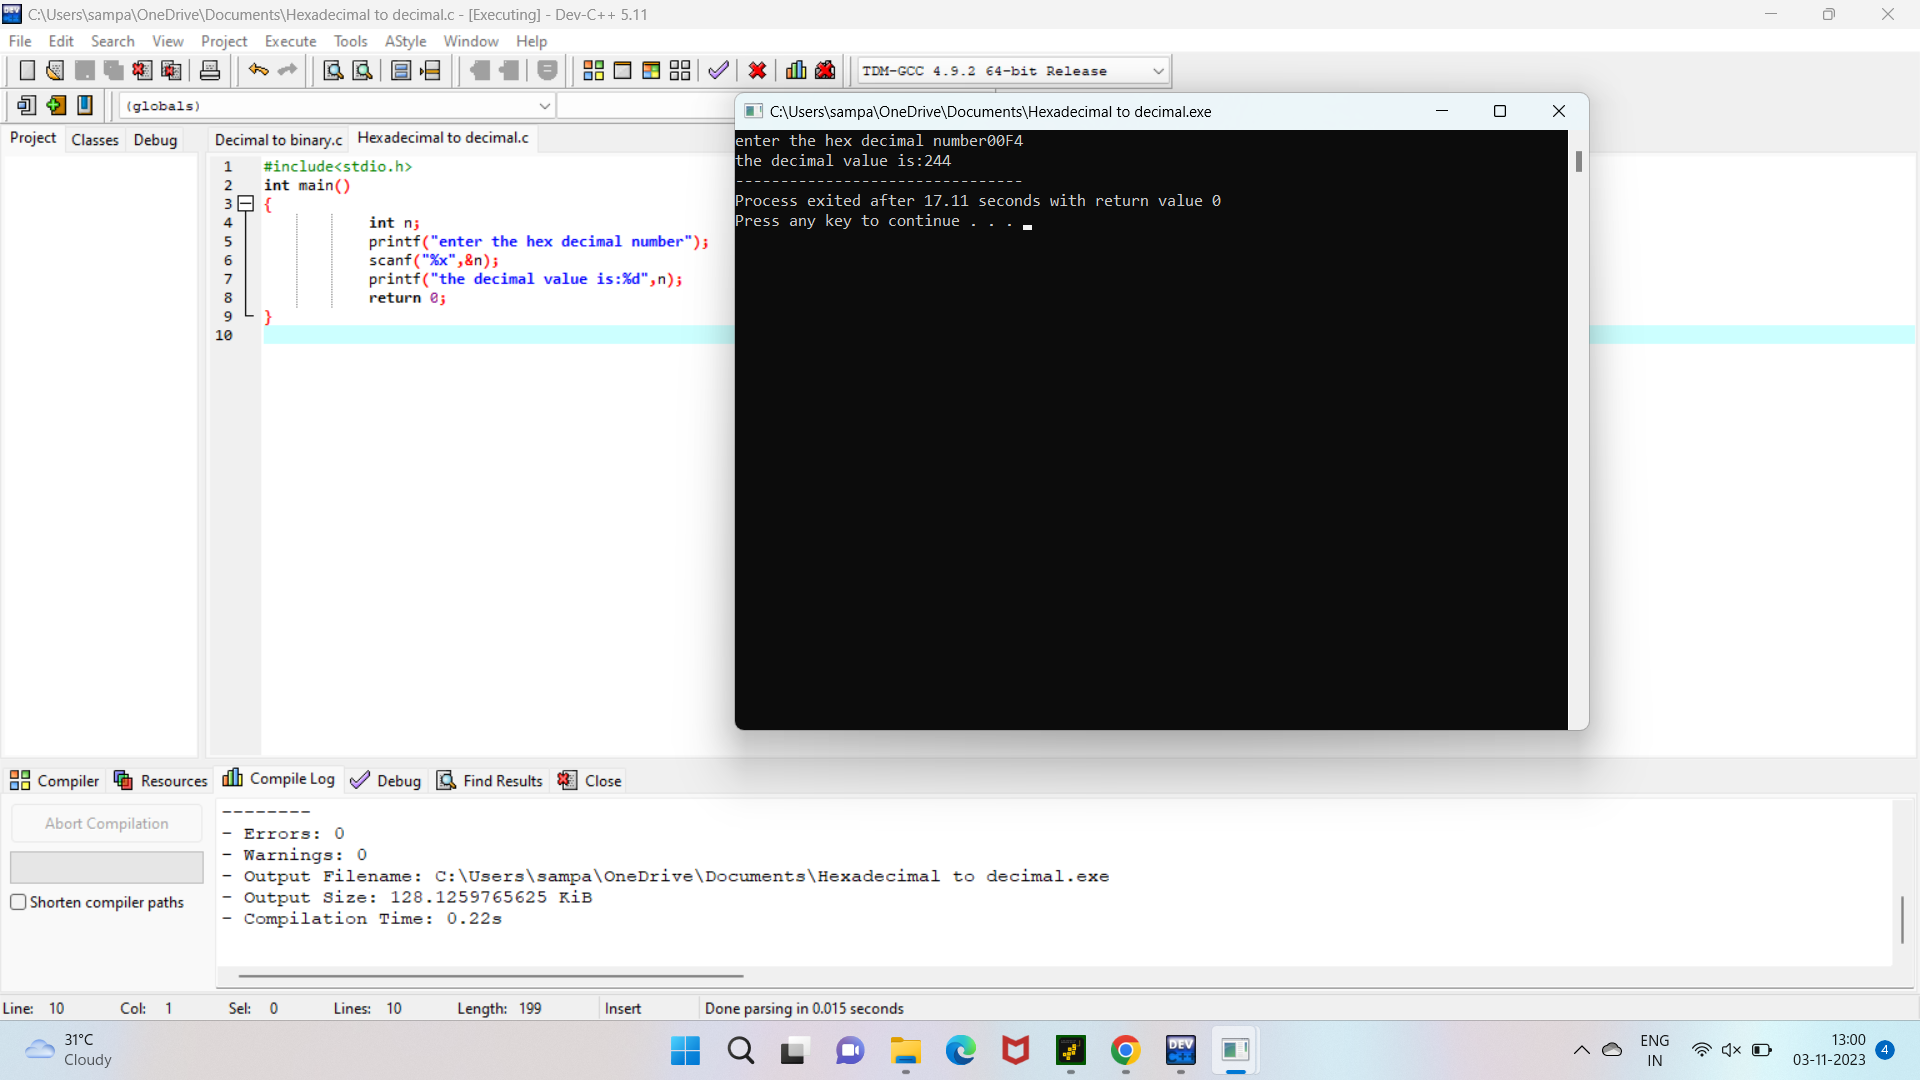 C:\Users\sampa\OneDrive\Documents\Hexadecimal to decimal.c - [Executing] - Dev-C++ 5.11
File Edit Search View Project Execute Tools AStyle Window Help
TDM-GCC 4.9.2 64-bit Release
(globals)
Project Classes Debug
Decimal to binary.c Hexadecimal to decimal.c
1 #include<stdio.h>
2 int main()
3 {
4 int n;
5 printf("enter the hex decimal number");
6 scanf("%x",&n);
7 printf("the decimal value is:%d",n);
8 return 0;
9 }
10
C:\Users\sampa\OneDrive\Documents\Hexadecimal to decimal.exe
enter the hex decimal number00F4
the decimal value is:244
--------------------------------
Process exited after 17.11 seconds with return value 0
Press any key to continue . . .
Compiler Resources Compile Log Debug Find Results Close
Abort Compilation
Shorten compiler paths
--------
- Errors: 0
- Warnings: 0
- Output Filename: C:\Users\sampa\OneDrive\Documents\Hexadecimal to decimal.exe
- Output Size: 128.1259765625 KiB
- Compilation Time: 0.22s
Line: 10 Col: 1 Sel: 0 Lines: 10 Length: 199 Insert Done parsing in 0.015 seconds
31°C
Cloudy
DEV
C++
ENG
IN
13:00
03-11-2023
4